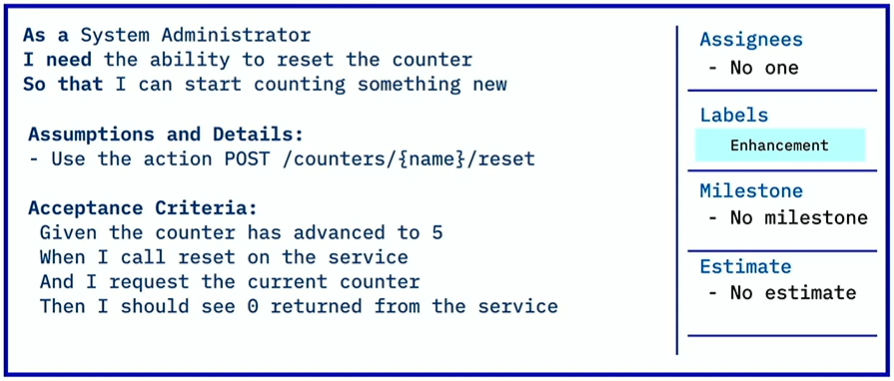 As a System Administrator
I need the ability to reset the counter
So that I can start counting something new
Assumptions and Details:
- Use the action POST /counters/{name}/reset
Acceptance Criteria:
Given the counter has advanced to 5
When I call reset on the service
And I request the current counter
Then I should see 0 returned from the service
Assignees
- No one
Labels
Enhancement
Milestone
- No milestone
Estimate
- No estimate